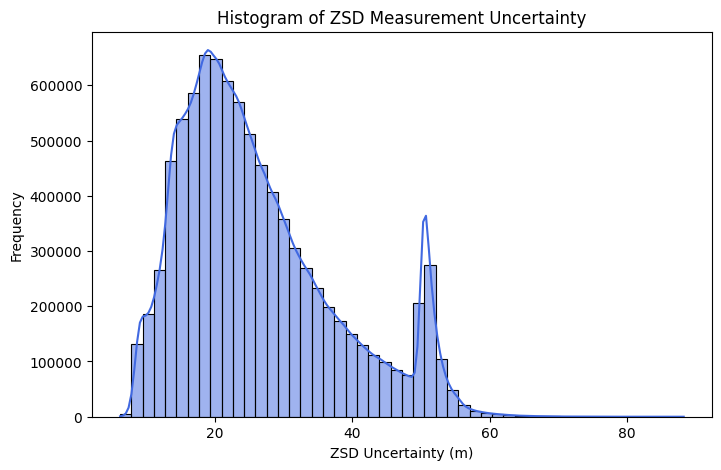 Histogram of ZSD Measurement Uncertainty
Frequency
600000
500000
400000
300000
200000
100000
0
20 40 60 80
ZSD Uncertainty (m)